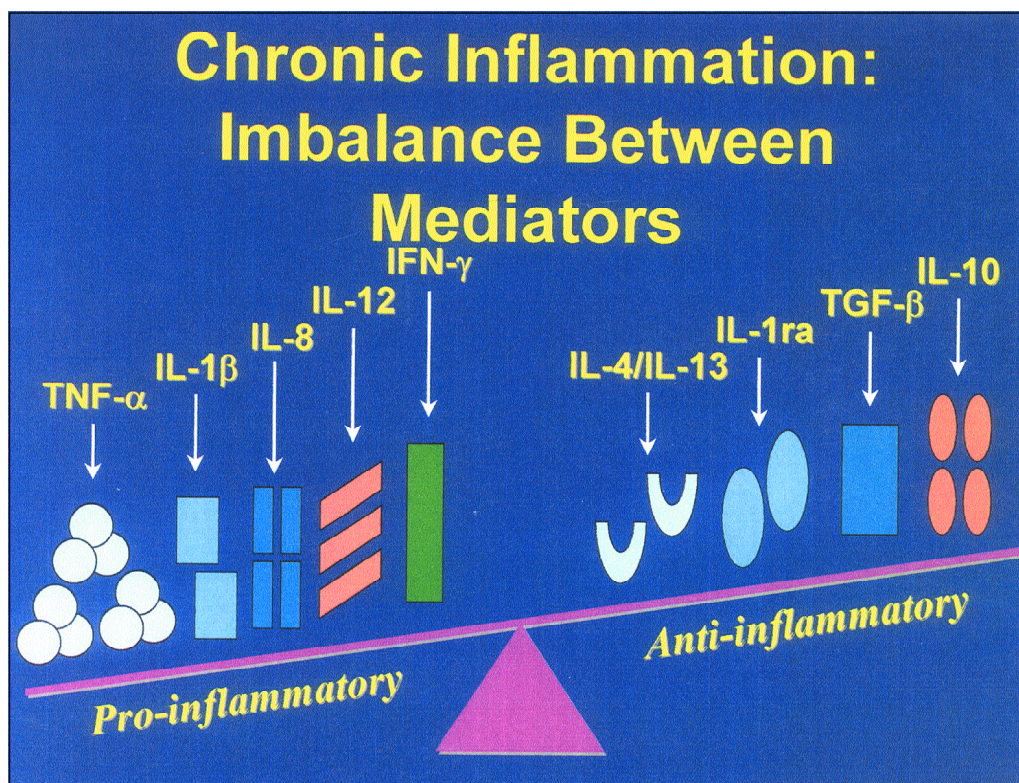 Chronic Inflammation:
Imbalance Between
Mediators
TNF-α
IL-1β
IL-8
IL-12
IFN-γ
IL-4/IL-13
IL-1ra
TGF-β
IL-10
Pro-inflammatory
Anti-inflammatory